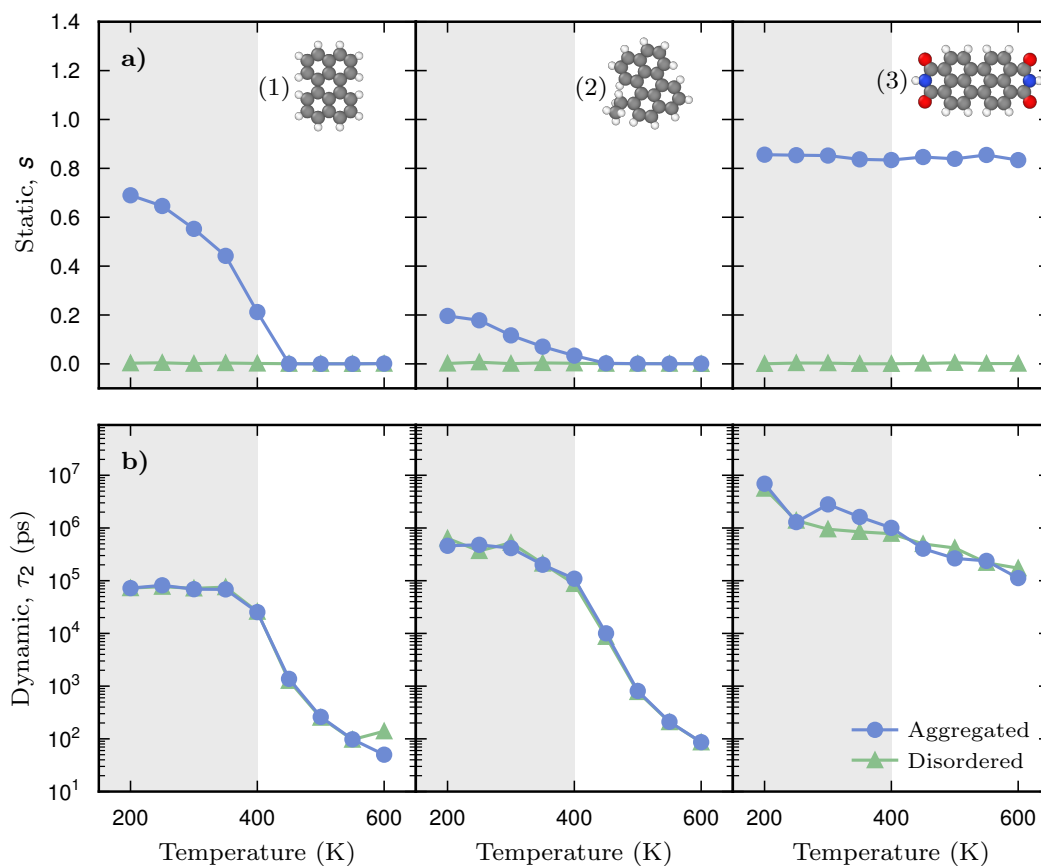 1.4
1.2
1.0
0.8
0.6
0.4
0.2
0.0
Static, s
a)
(1)
(2)
(3)
10^7
10^6
10^5
10^4
10^3
10^2
10^1
Dynamic, τ_2 (ps)
b)
Aggregated
Disordered
200 400 600
200 400 600
200 400 600
Temperature (K)
Temperature (K)
Temperature (K)